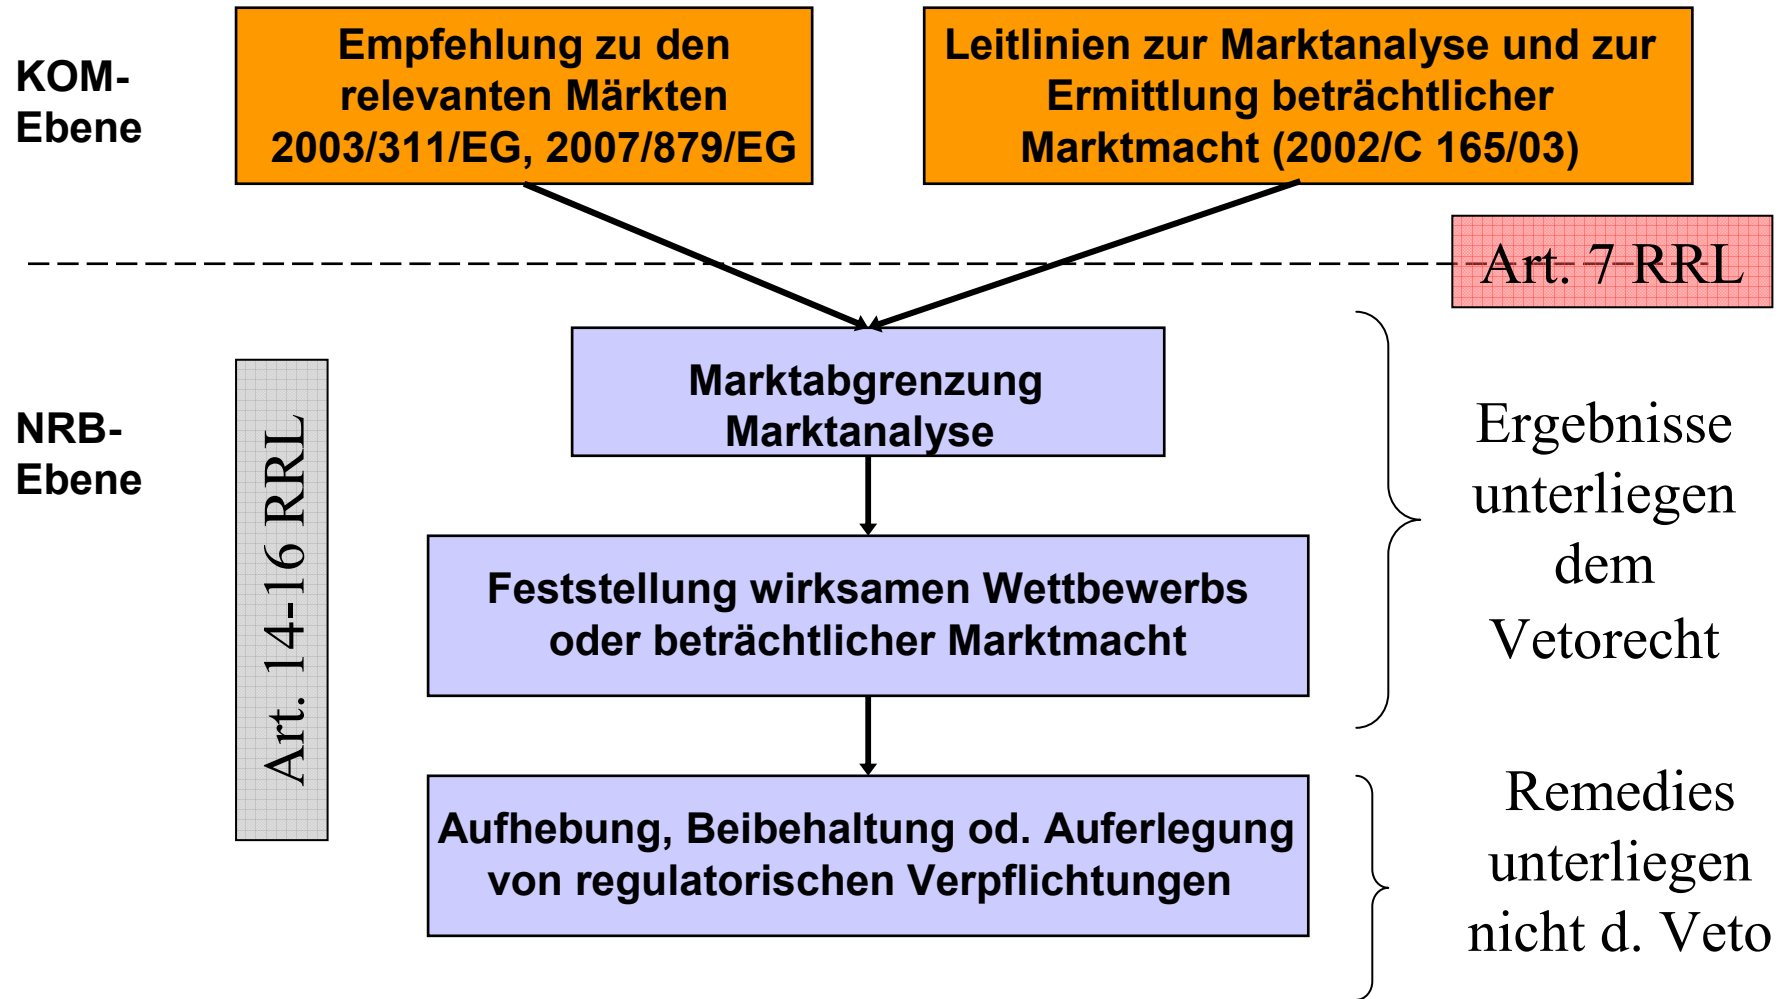 KOM-
Ebene
Empfehlung zu den
relevanten Märkten
2003/311/EG, 2007/879/EG
Leitlinien zur Marktanalyse und zur
Ermittlung beträchtlicher
Marktmacht (2002/C 165/03)
Art. 7 RRL
NRB-
Ebene
Art. 14-16 RRL
Marktabgrenzung
Marktanalyse
Feststellung wirksamen Wettbewerbs
oder beträchtlicher Marktmacht
Aufhebung, Beibehaltung od. Auferlegung
von regulatorischen Verpflichtungen
Ergebnisse
unterliegen
dem
Vetorecht
Remedies
unterliegen
nicht d. Veto